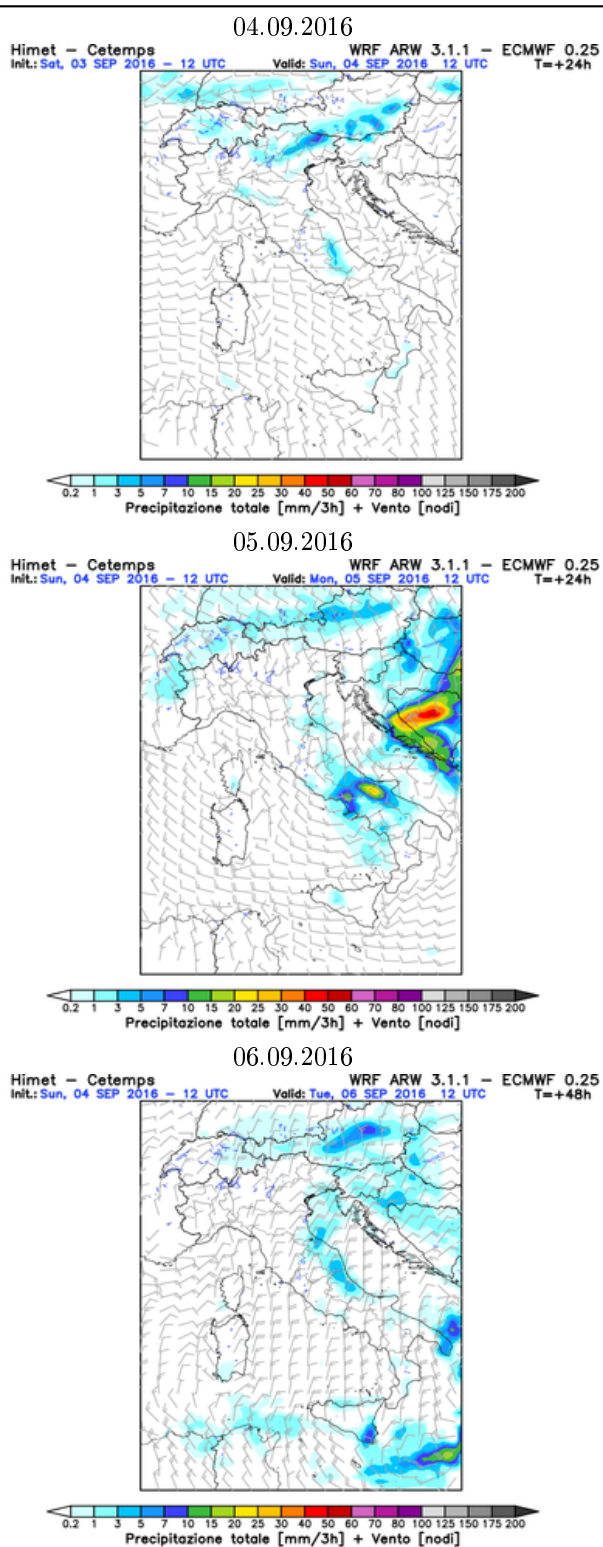 04.09.2016
Himet – Cetemps WRF ARW 3.1.1 – ECMWF 0.25
Init.: Sat, 03 SEP 2016 – 12 UTC Valid: Sun, 04 SEP 2016 12 UTC T=+24h
0.2 1 3 5 7 10 15 20 25 30 40 50 60 70 80 100 125 150 175 200
Precipitazione totale [mm/3h] + Vento [nodi]
05.09.2016
Himet – Cetemps WRF ARW 3.1.1 – ECMWF 0.25
Init.: Sun, 04 SEP 2016 – 12 UTC Valid: Mon, 05 SEP 2016 12 UTC T=+24h
0.2 1 3 5 7 10 15 20 25 30 40 50 60 70 80 100 125 150 175 200
Precipitazione totale [mm/3h] + Vento [nodi]
06.09.2016
Himet – Cetemps WRF ARW 3.1.1 – ECMWF 0.25
Init.: Sun, 04 SEP 2016 – 12 UTC Valid: Tue, 06 SEP 2016 12 UTC T=+48h
0.2 1 3 5 7 10 15 20 25 30 40 50 60 70 80 100 125 150 175 200
Precipitazione totale [mm/3h] + Vento [nodi]